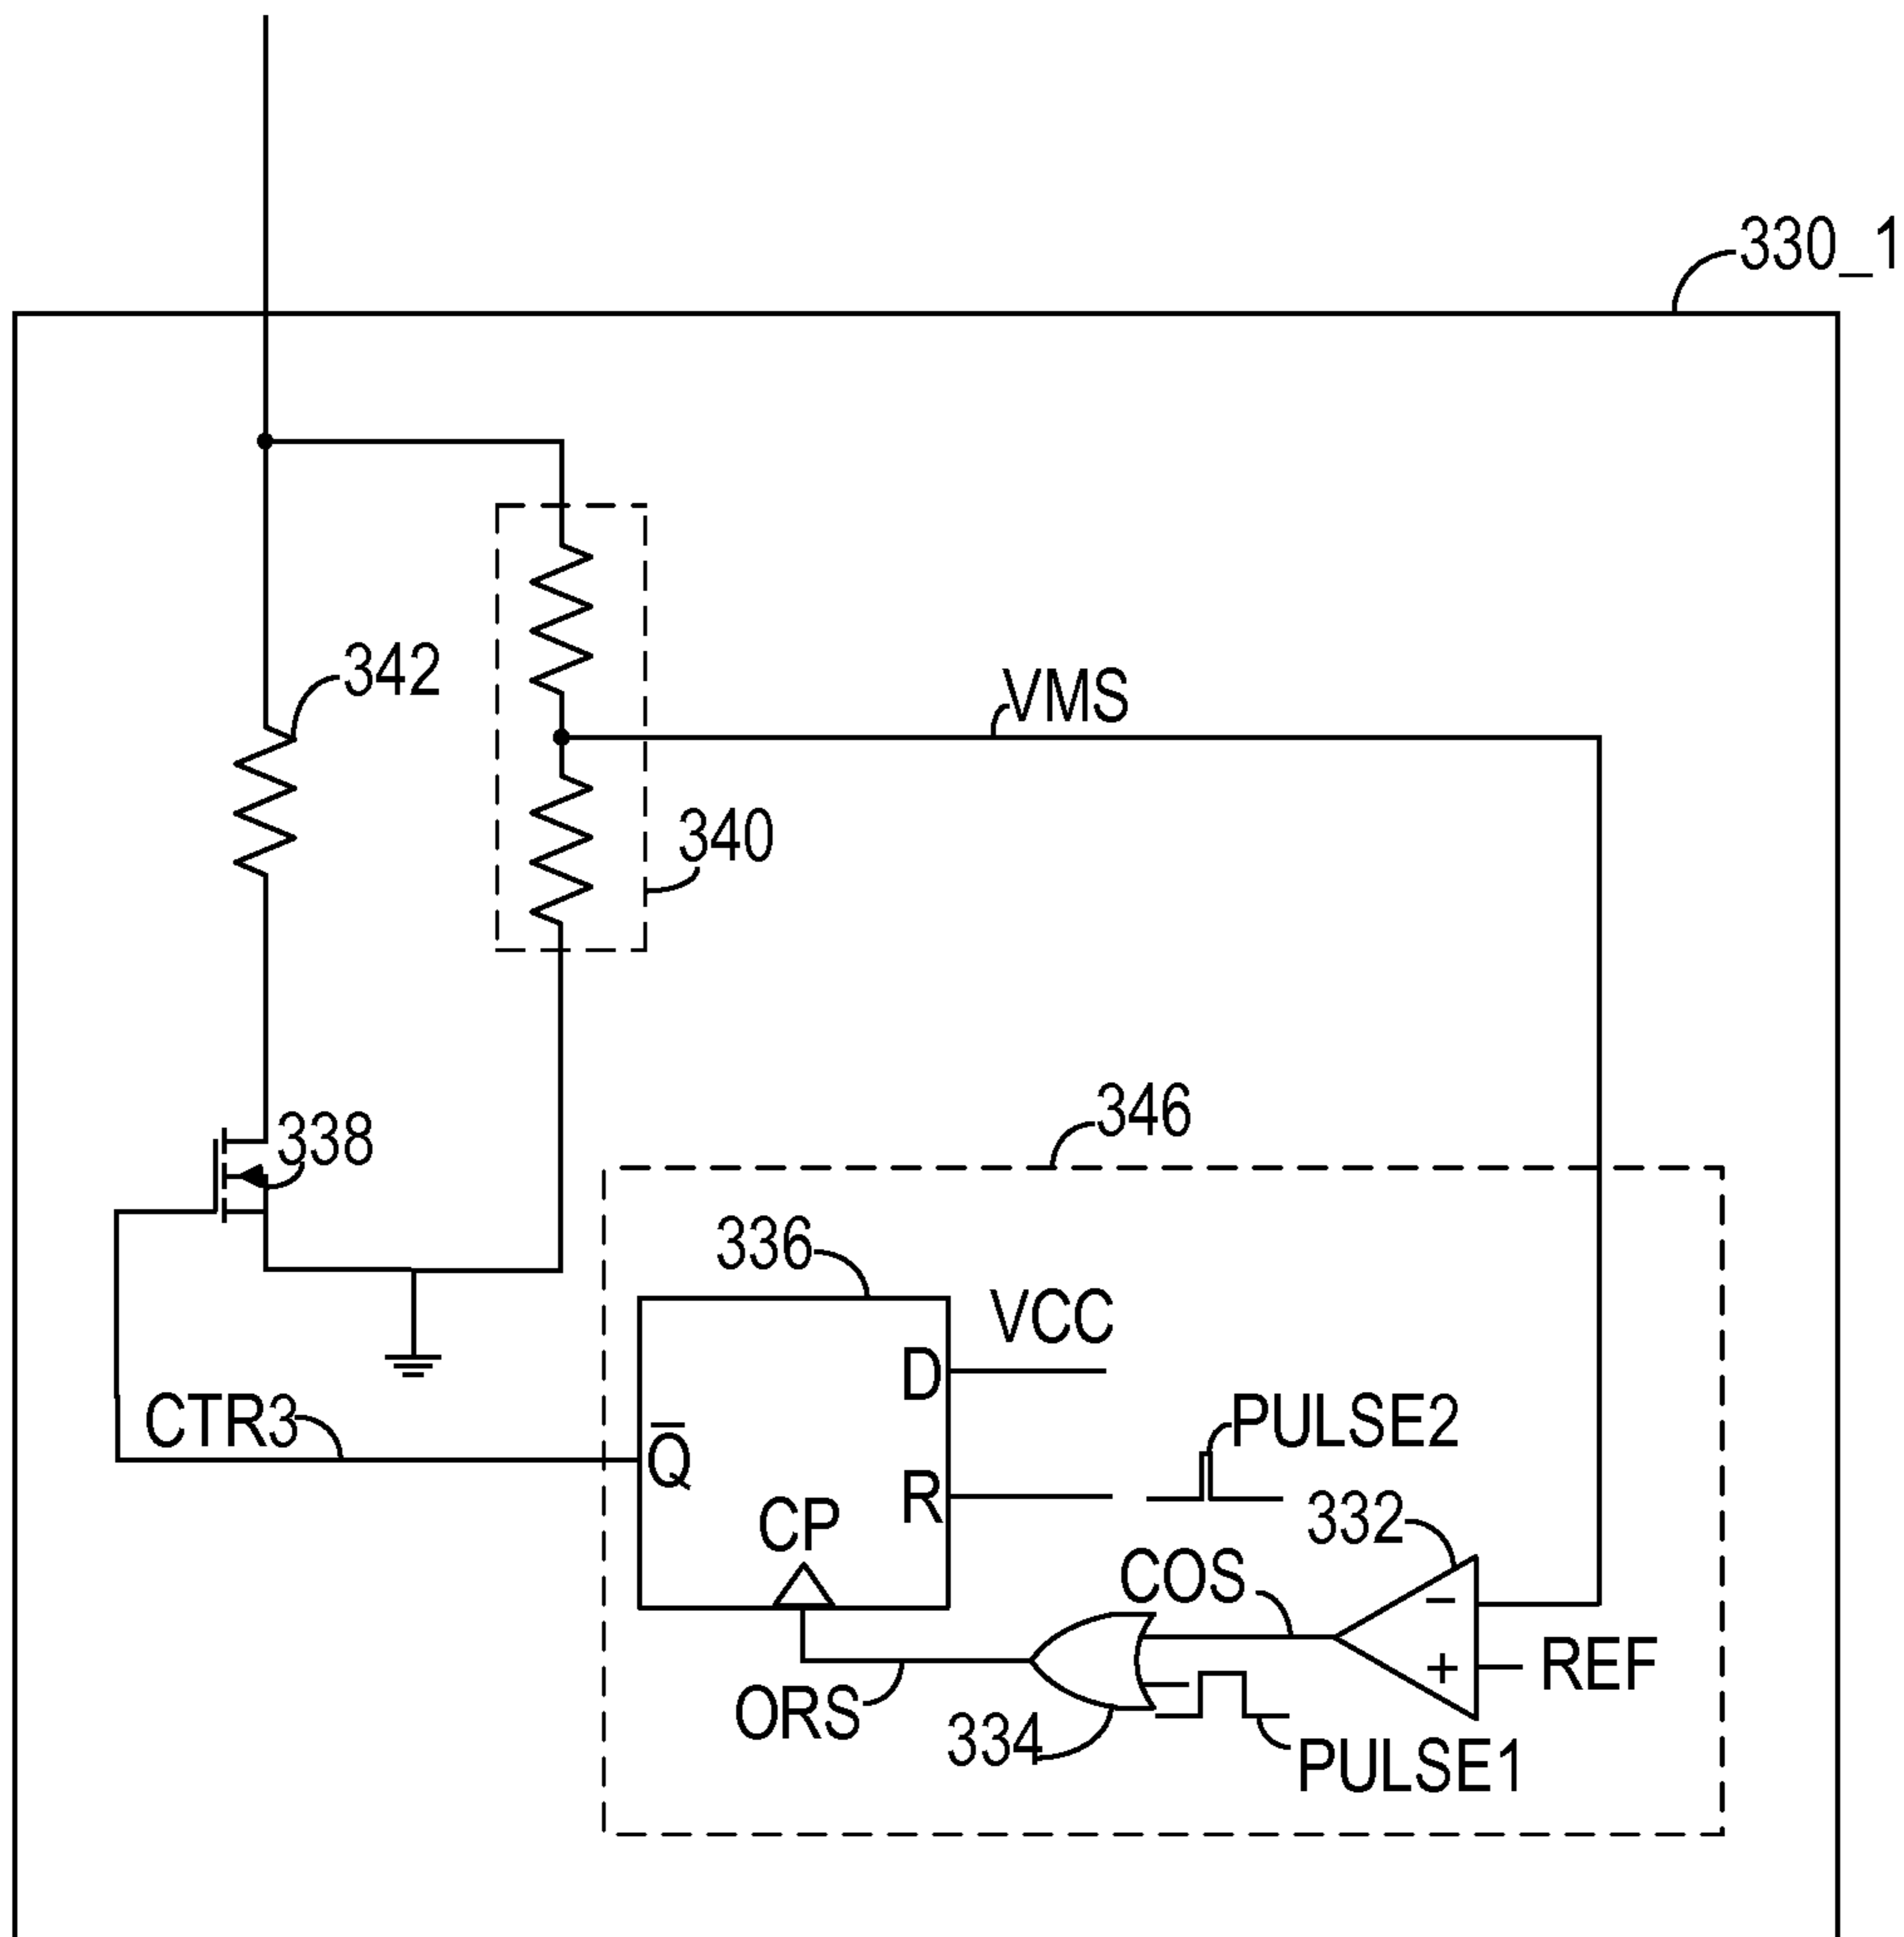 330_1
342
VMS
340
338
346
336
VCC
D
CTR3
Q
PULSE2
R
CP
332
COS
−
+
REF
ORS
334
PULSE1